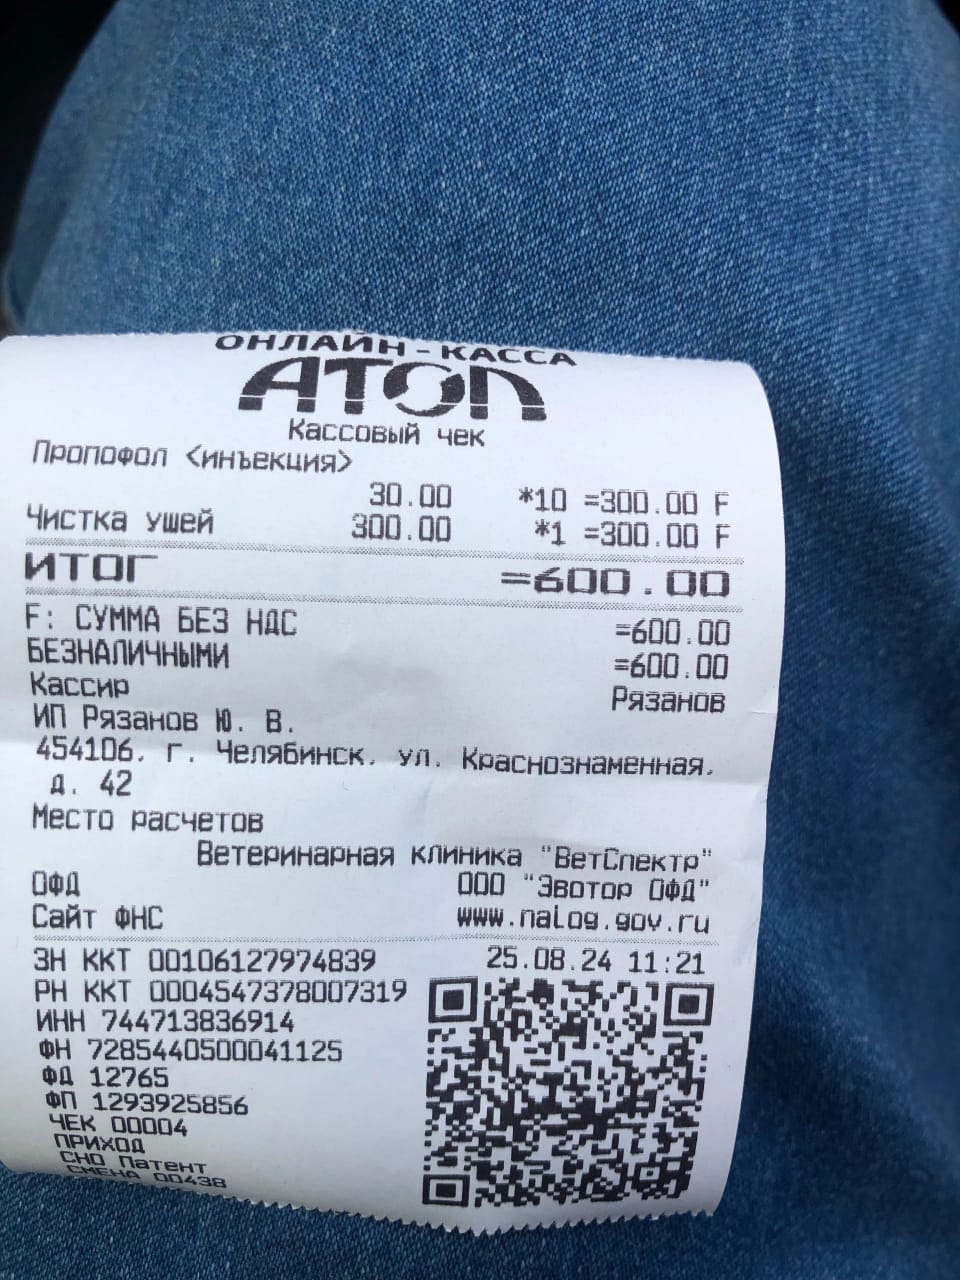 ОНЛАЙН-КАССА
АТОЛ
Кассовый чек
Пропофол <инъекция>
30.00 *10 =300.00 F
Чистка ушей 300.00 *1 =300.00 F
ИТОГ =600.00
F: СУММА БЕЗ НДС =600.00
БЕЗНАЛИЧНЫМИ =600.00
Кассир Рязанов
ИП Рязанов Ю. В.
454106, г. Челябинск, ул. Краснознаменная,
д. 42
Место расчетов
Ветеринарная клиника "ВетСпектр"
ОФД ООО "Эвотор ОФД"
Сайт ФНС www.nalog.gov.ru
ЗН ККТ 00106127974839 25.08.24 11:21
РН ККТ 0004547378007319
ИНН 744713836914
ФН 7285440500041125
ФД 12765
ФП 1293925856
ЧЕК 00004
ПРИХОД
СНО Патент
СМЕНА 00438